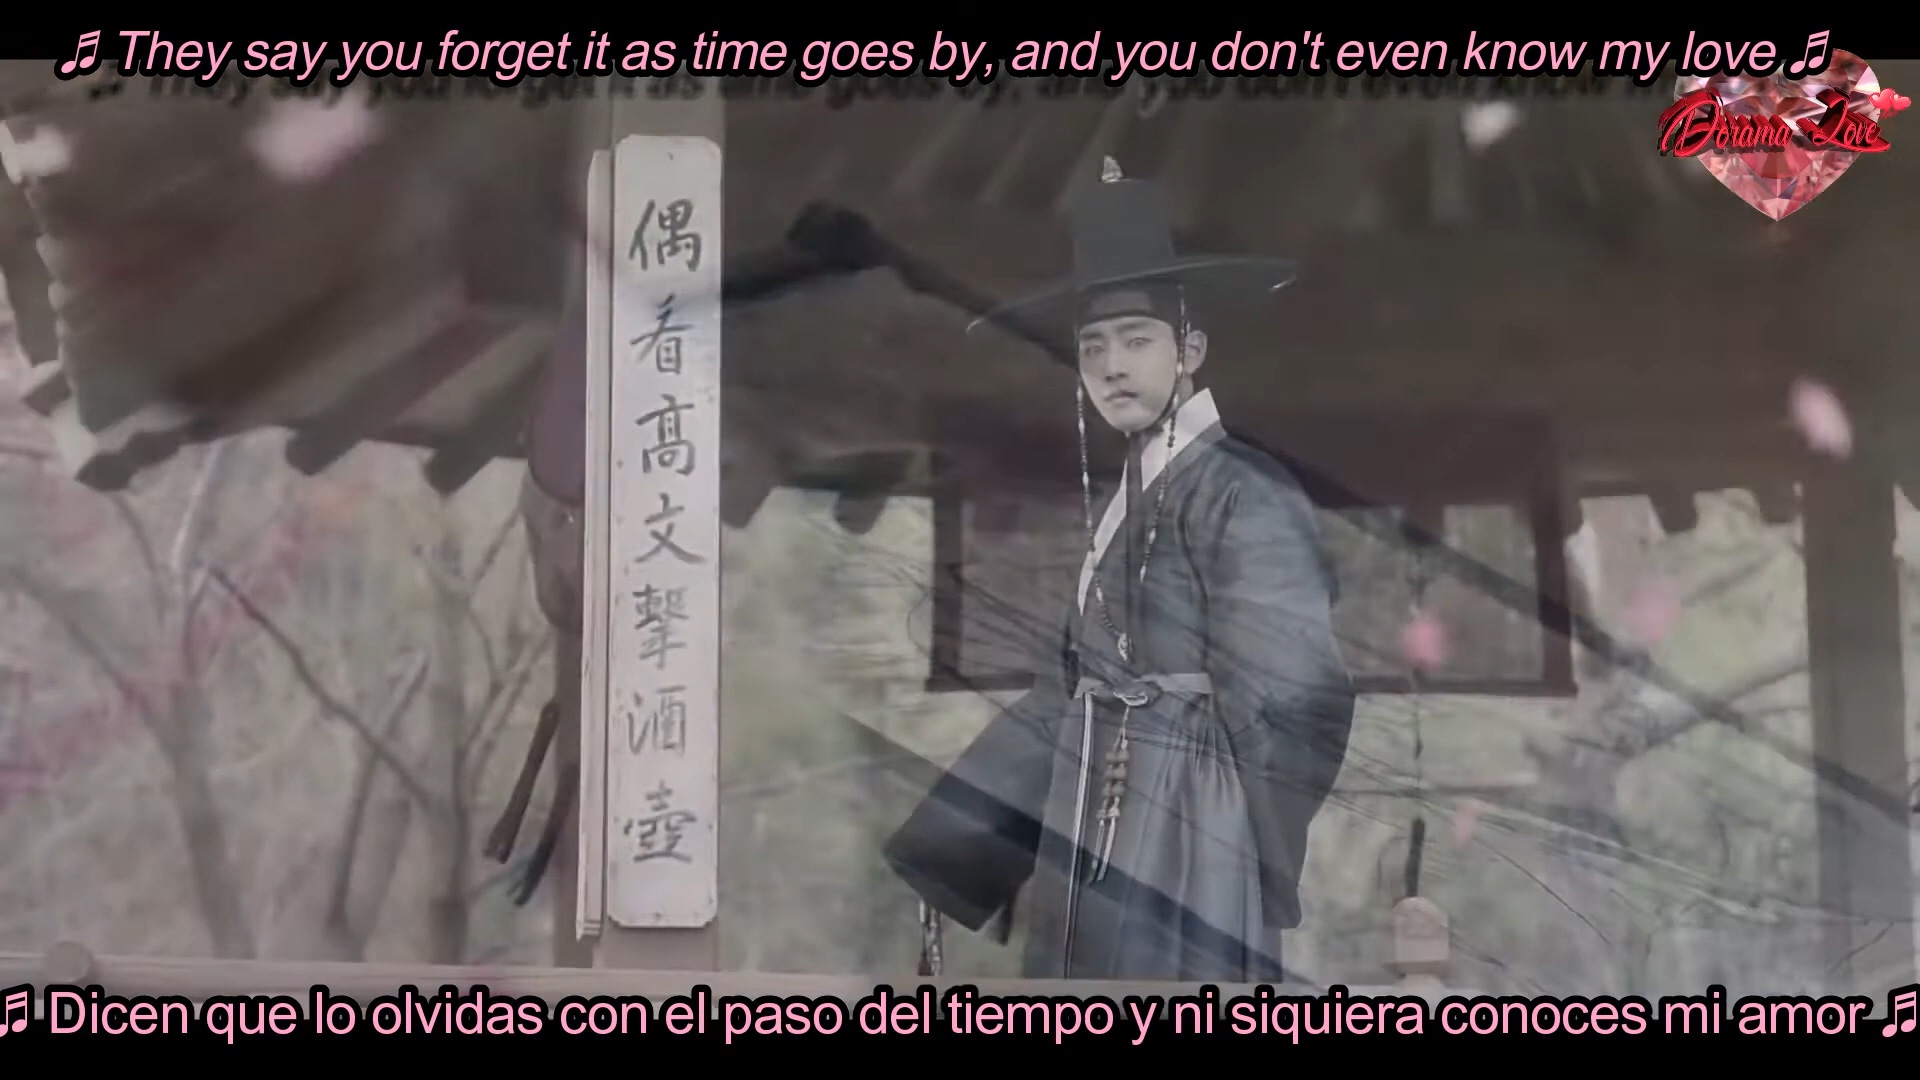 ♫ They say you forget it as time goes by, and you don't even know my love ♫
Dorama Love
偶看高文擊酒壺
♫ Dicen que lo olvidas con el paso del tiempo y ni siquiera conoces mi amor ♫